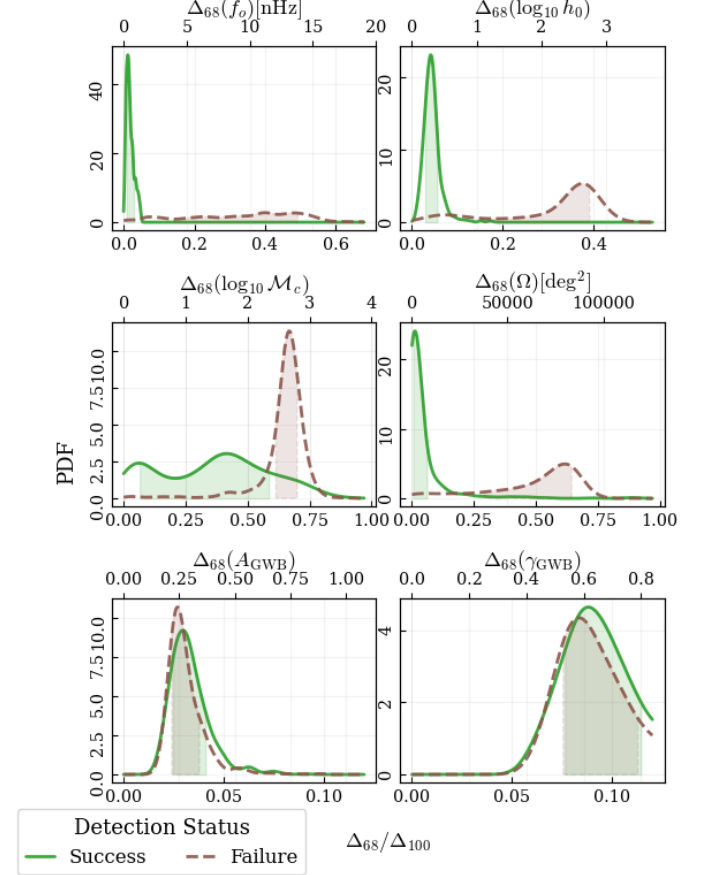 Δ₆₈(fₒ)[nHz] Δ₆₈(log₁₀ h₀)
0 5 10 15 20 0 1 2 3
40 20
20 10
0 0
0.0 0.2 0.4 0.6 0.0 0.2 0.4
Δ₆₈(log₁₀ ℳ_c) Δ₆₈(Ω)[deg²]
0 1 2 3 4 0 50000 100000
10.0
7.5 20
5.0 10
2.5
0.0 0
PDF
0.00 0.25 0.50 0.75 1.00 0.00 0.25 0.50 0.75 1.00
Δ₆₈(A_GWB) Δ₆₈(γ_GWB)
0.00 0.25 0.50 0.75 1.00 0.0 0.2 0.4 0.6 0.8
10.0
7.5 4
5.0
2.5 2
0.0 0
0.00 0.05 0.10 0.00 0.05 0.10
Detection Status
Δ₆₈/Δ₁₀₀
Success Failure